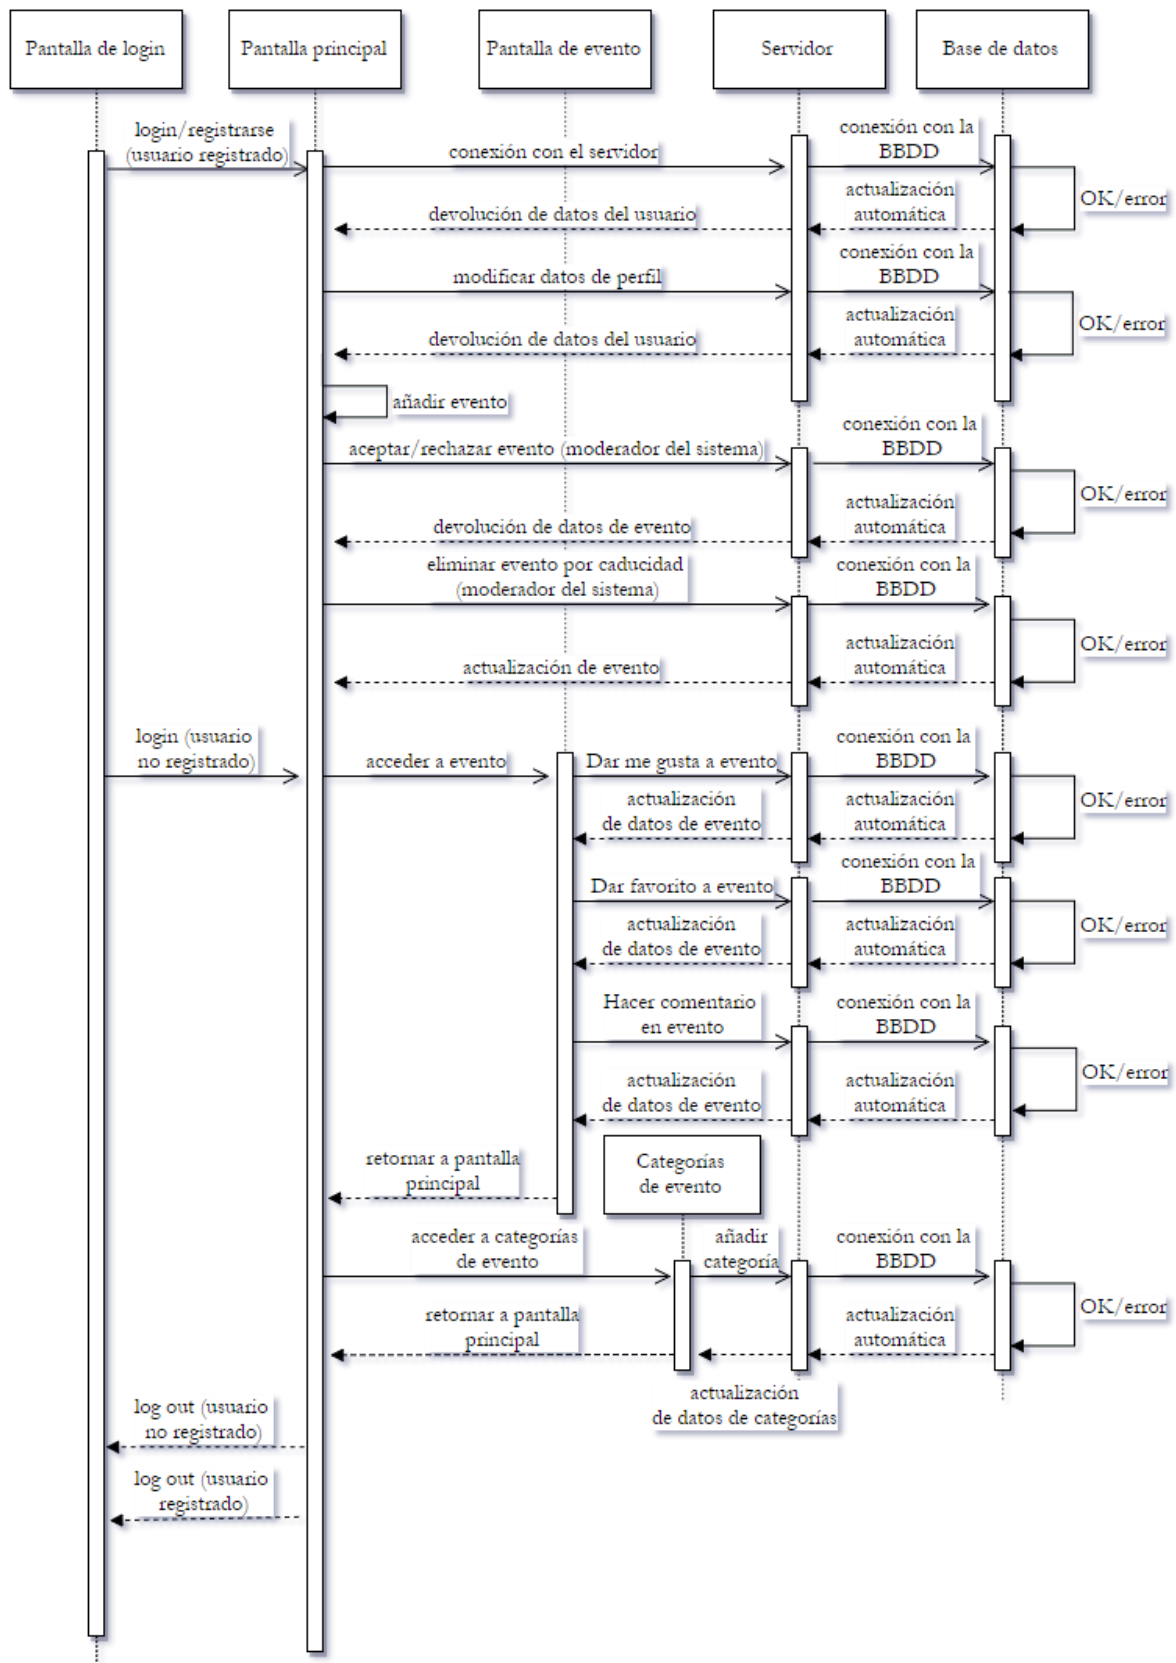 Pantalla de login
Pantalla principal
Pantalla de evento
Servidor
Base de datos
login/registrarse
(usuario registrado)
conexión con el servidor
conexión con la
BBDD
OK/error
devolución de datos del usuario
actualización
automática
modificar datos de perfil
conexión con la
BBDD
OK/error
devolución de datos del usuario
actualización
automática
añadir evento
aceptar/rechazar evento (moderador del sistema)
conexión con la
BBDD
OK/error
devolución de datos de evento
actualización
automática
eliminar evento por caducidad
(moderador del sistema)
conexión con la
BBDD
OK/error
actualización de evento
actualización
automática
login (usuario
no registrado)
acceder a evento
Dar me gusta a evento
conexión con la
BBDD
OK/error
actualización
de datos de evento
actualización
automática
Dar favorito a evento
conexión con la
BBDD
OK/error
actualización
de datos de evento
actualización
automática
Hacer comentario
en evento
conexión con la
BBDD
OK/error
actualización
de datos de evento
actualización
automática
retornar a pantalla
principal
Categorías
de evento
acceder a categorías
de evento
añadir
categoría
conexión con la
BBDD
OK/error
retornar a pantalla
principal
actualización
automática
actualización
de datos de categorías
log out (usuario
no registrado)
log out (usuario
registrado)